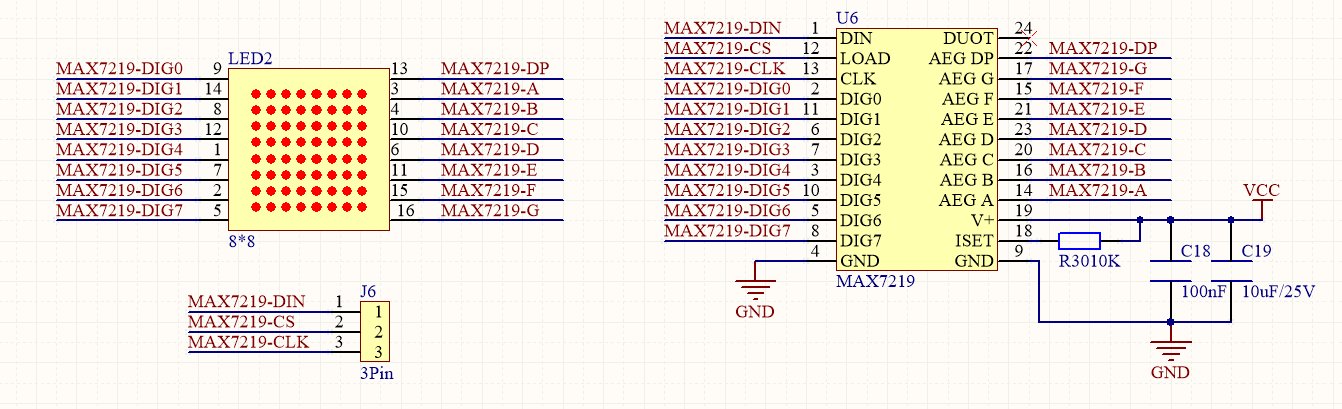 LED2
MAX7219-DIG0 9 13 MAX7219-DP
MAX7219-DIG1 14 3 MAX7219-A
MAX7219-DIG2 8 4 MAX7219-B
MAX7219-DIG3 12 10 MAX7219-C
MAX7219-DIG4 1 6 MAX7219-D
MAX7219-DIG5 7 11 MAX7219-E
MAX7219-DIG6 2 15 MAX7219-F
MAX7219-DIG7 5 16 MAX7219-G
8*8
J6
MAX7219-DIN 1 1
MAX7219-CS 2 2
MAX7219-CLK 3 3
3Pin
U6
MAX7219-DIN 1 DIN DUOT 24
MAX7219-CS 12 LOAD AEG DP 22 MAX7219-DP
MAX7219-CLK 13 CLK AEG G 17 MAX7219-G
MAX7219-DIG0 2 DIG0 AEG F 15 MAX7219-F
MAX7219-DIG1 11 DIG1 AEG E 21 MAX7219-E
MAX7219-DIG2 6 DIG2 AEG D 23 MAX7219-D
MAX7219-DIG3 7 DIG3 AEG C 20 MAX7219-C
MAX7219-DIG4 3 DIG4 AEG B 16 MAX7219-B
MAX7219-DIG5 10 DIG5 AEG A 14 MAX7219-A
MAX7219-DIG6 5 DIG6 V+ 19
MAX7219-DIG7 8 DIG7 ISET 18
4 GND GND 9
MAX7219
GND
VCC
R3010K
C18
100nF
C19
10uF/25V
GND